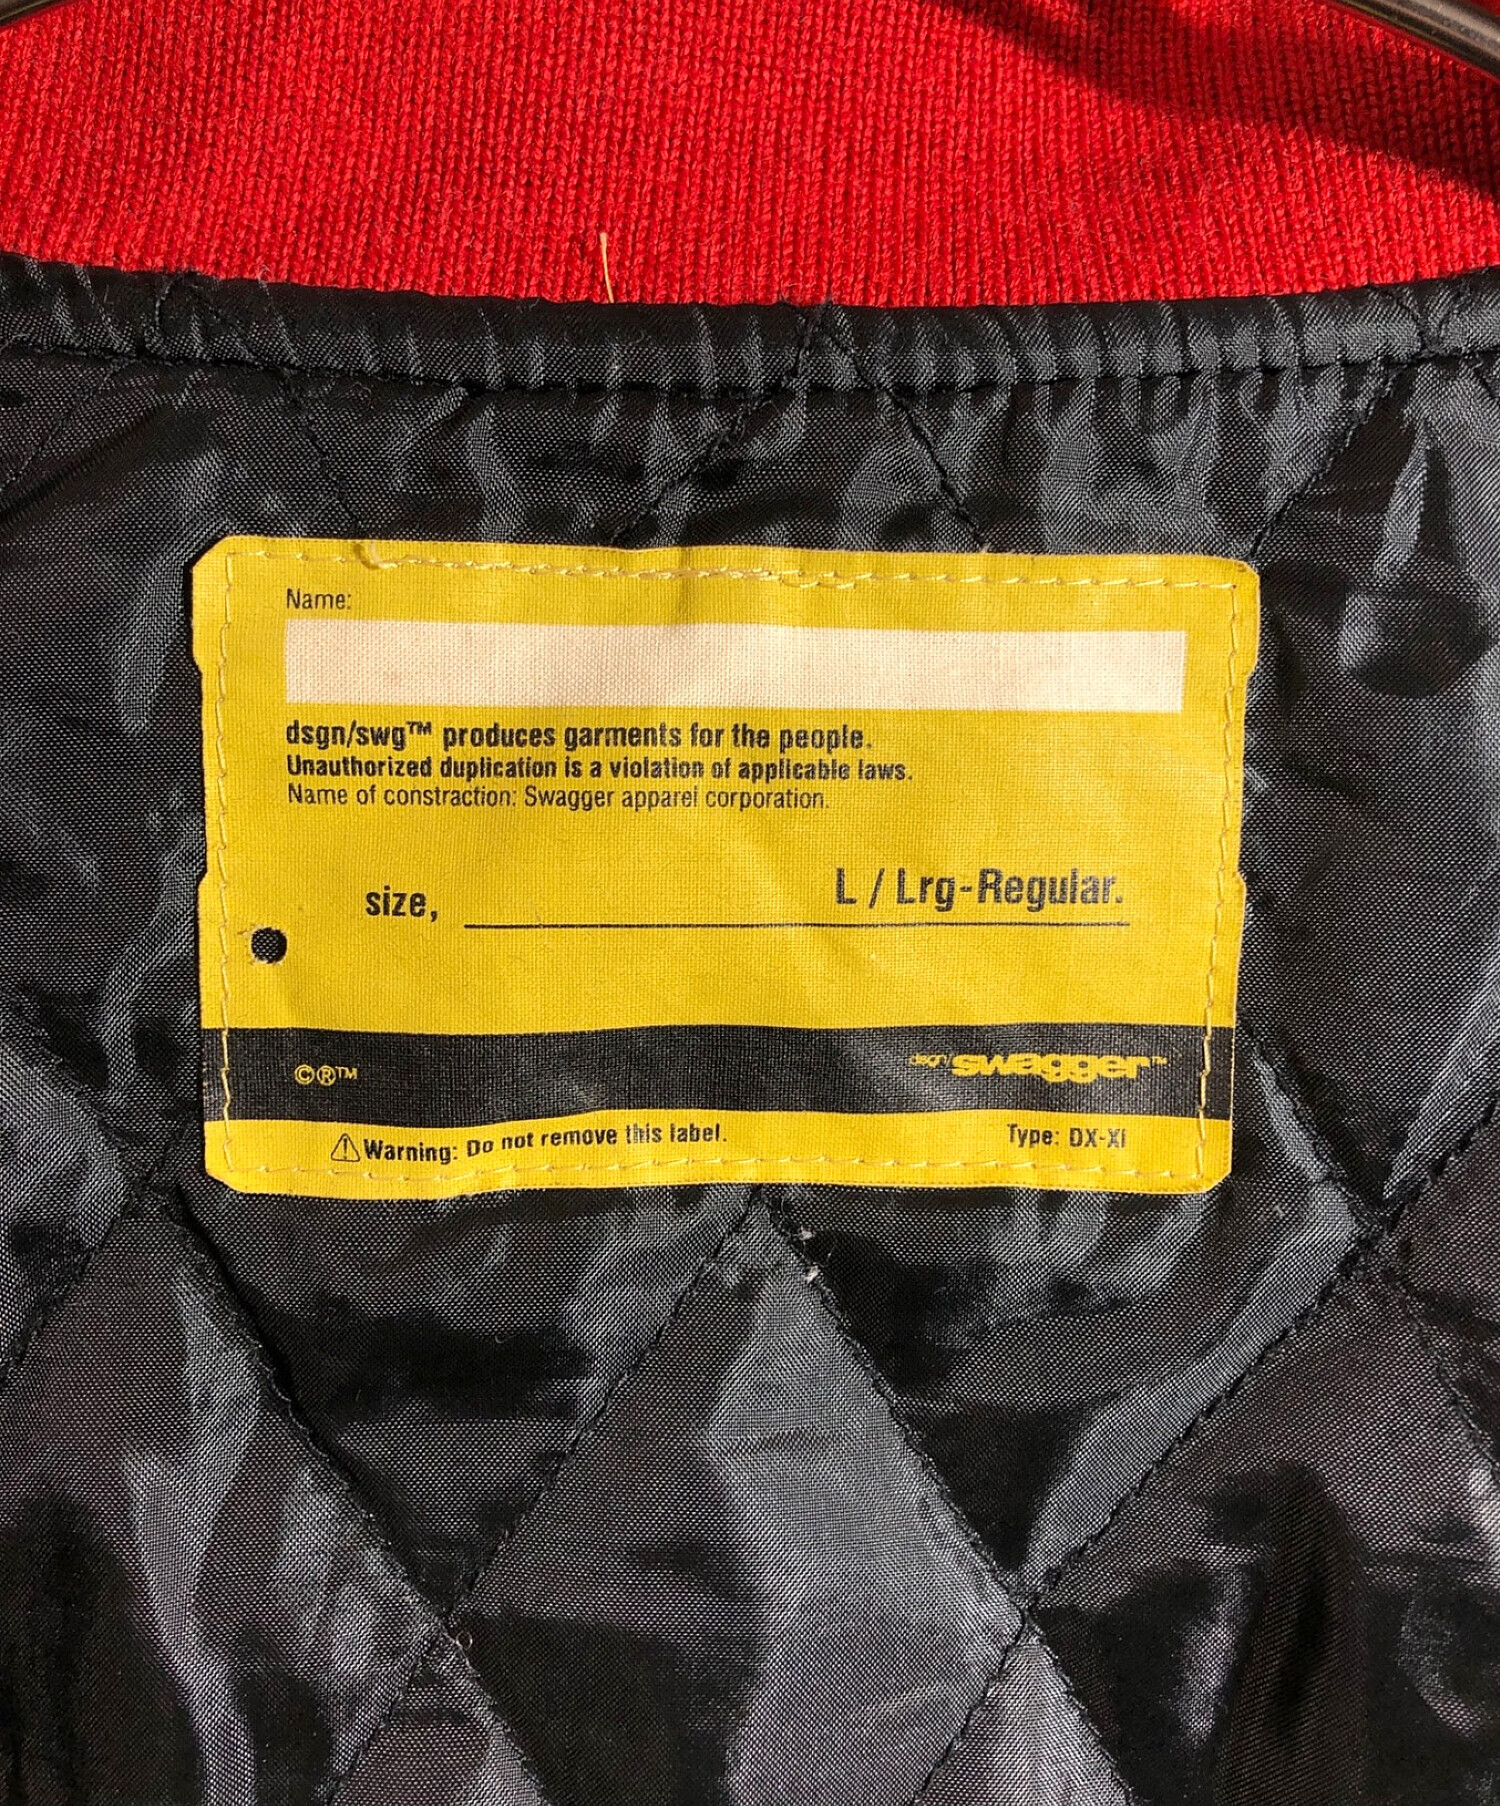 Name:
dsgn/swg™ produces garments for the people.
Unauthorized duplication is a violation of applicable laws.
Name of constraction: Swagger apparel corporation.
size, L / Lrg-Regular.
©®™ dsgn/swagger™
⚠Warning: Do not remove this label. Type: DX-XI